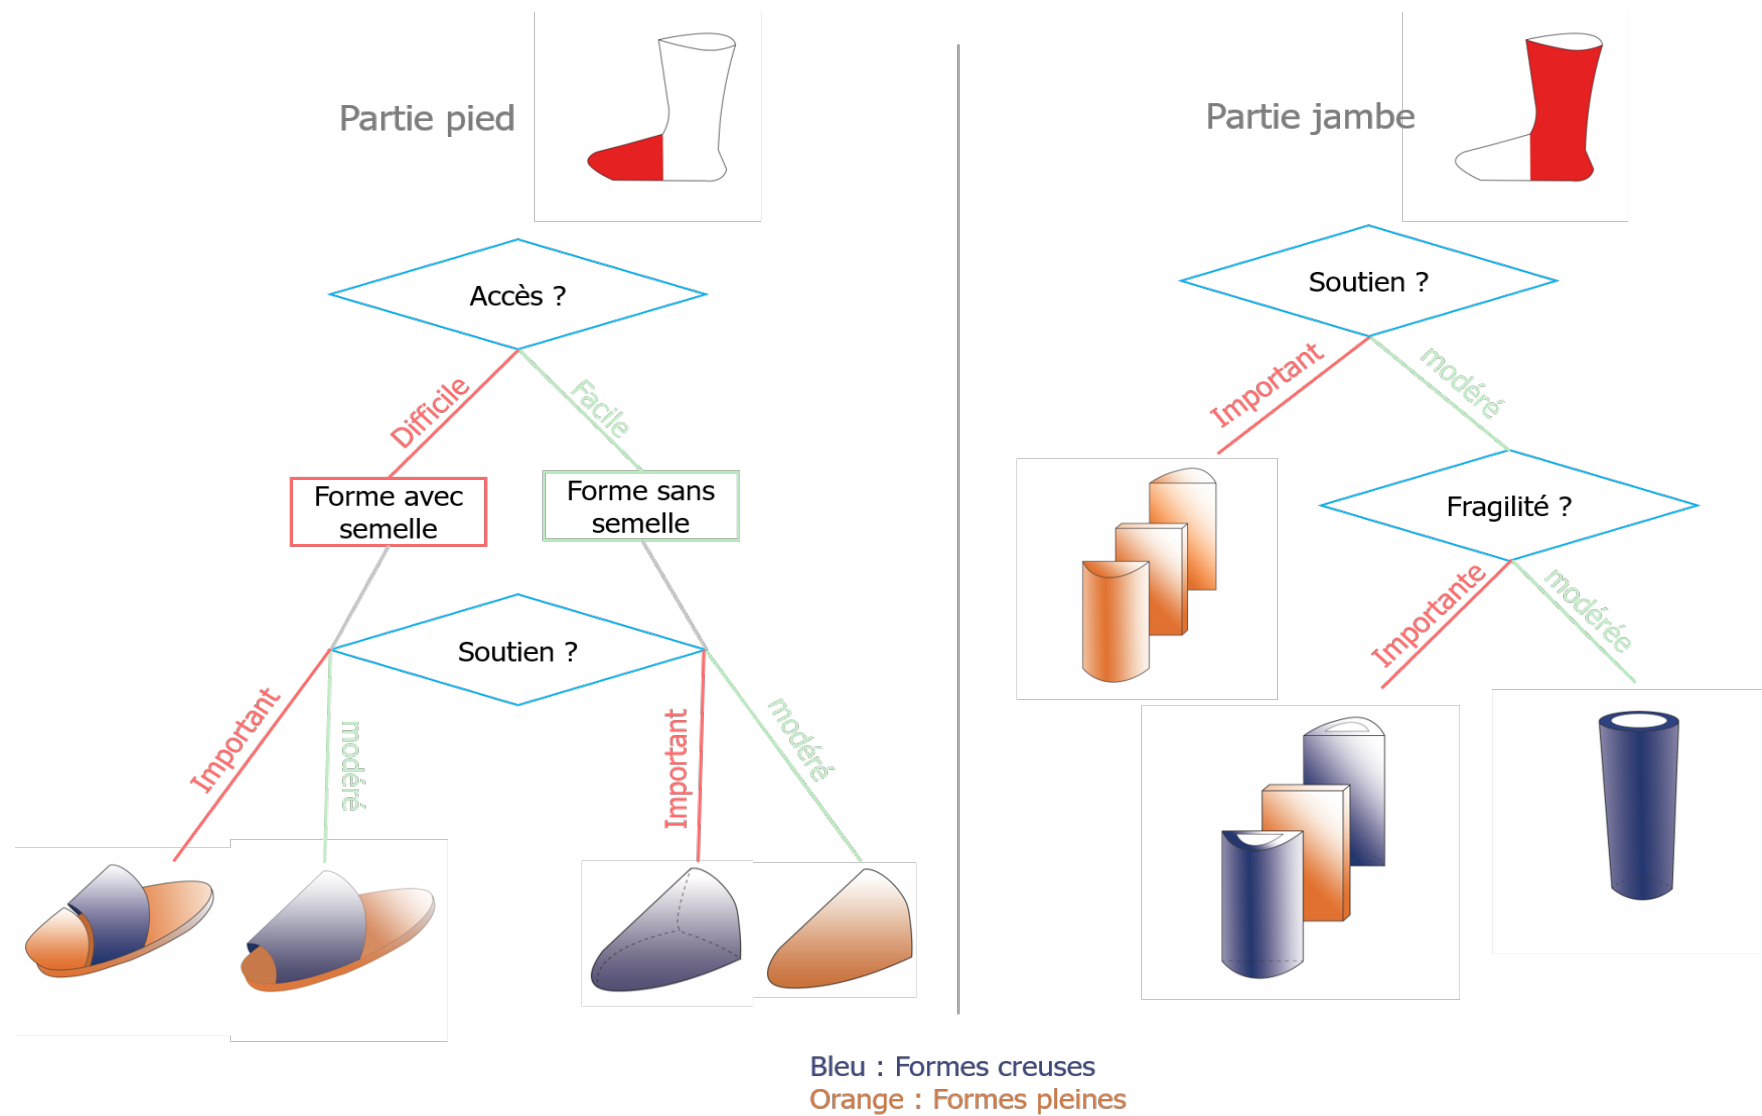 Partie pied
Accès ?
Difficile
Facile
Forme avec
semelle
Forme sans
semelle
Soutien ?
Important
modéré
Important
modéré
Partie jambe
Soutien ?
Important
modéré
Fragilité ?
Importante
modérée
Bleu : Formes creuses
Orange : Formes pleines